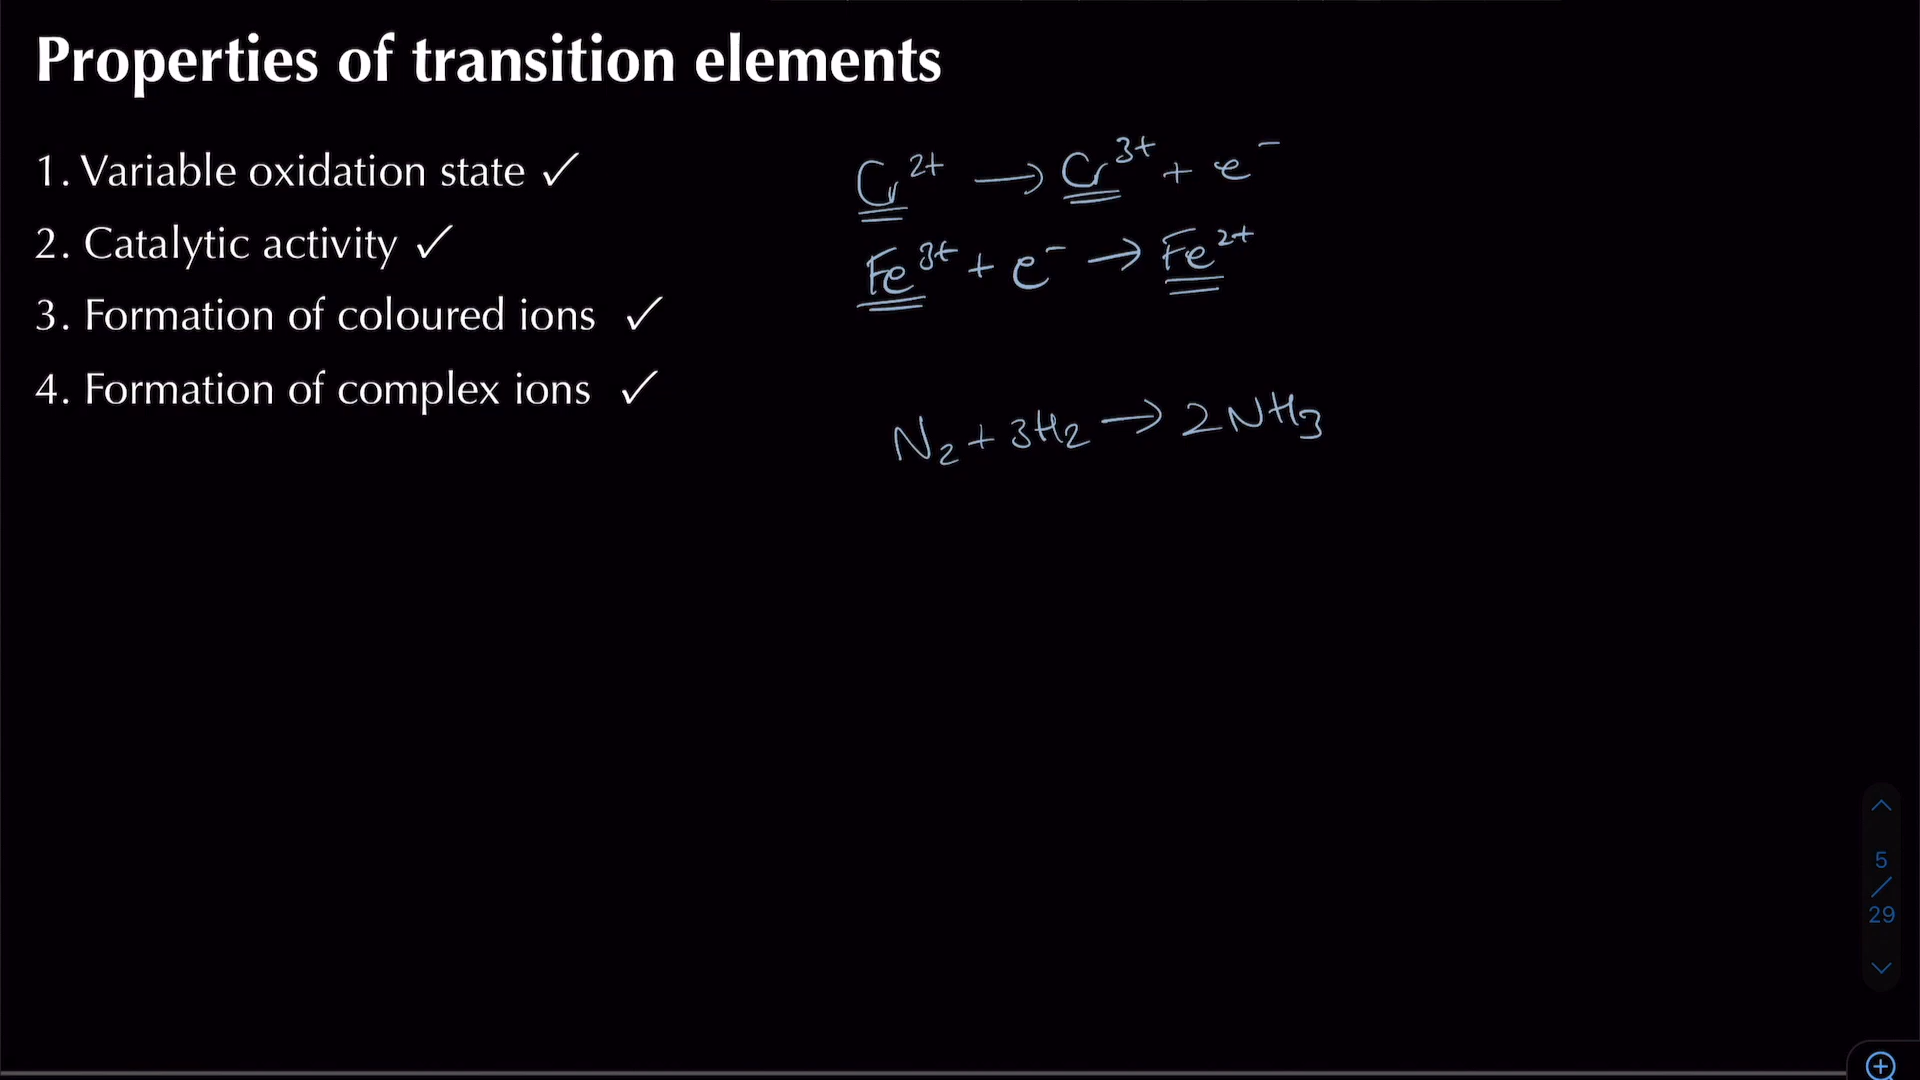 Properties of transition elements
1. Variable oxidation state ✓
2. Catalytic activity ✓
3. Formation of coloured ions ✓
4. Formation of complex ions ✓
Cr²⁺ → Cr³⁺ + e⁻
Fe³⁺ + e⁻ → Fe²⁺
N₂ + 3H₂ → 2NH₃
5
/
29